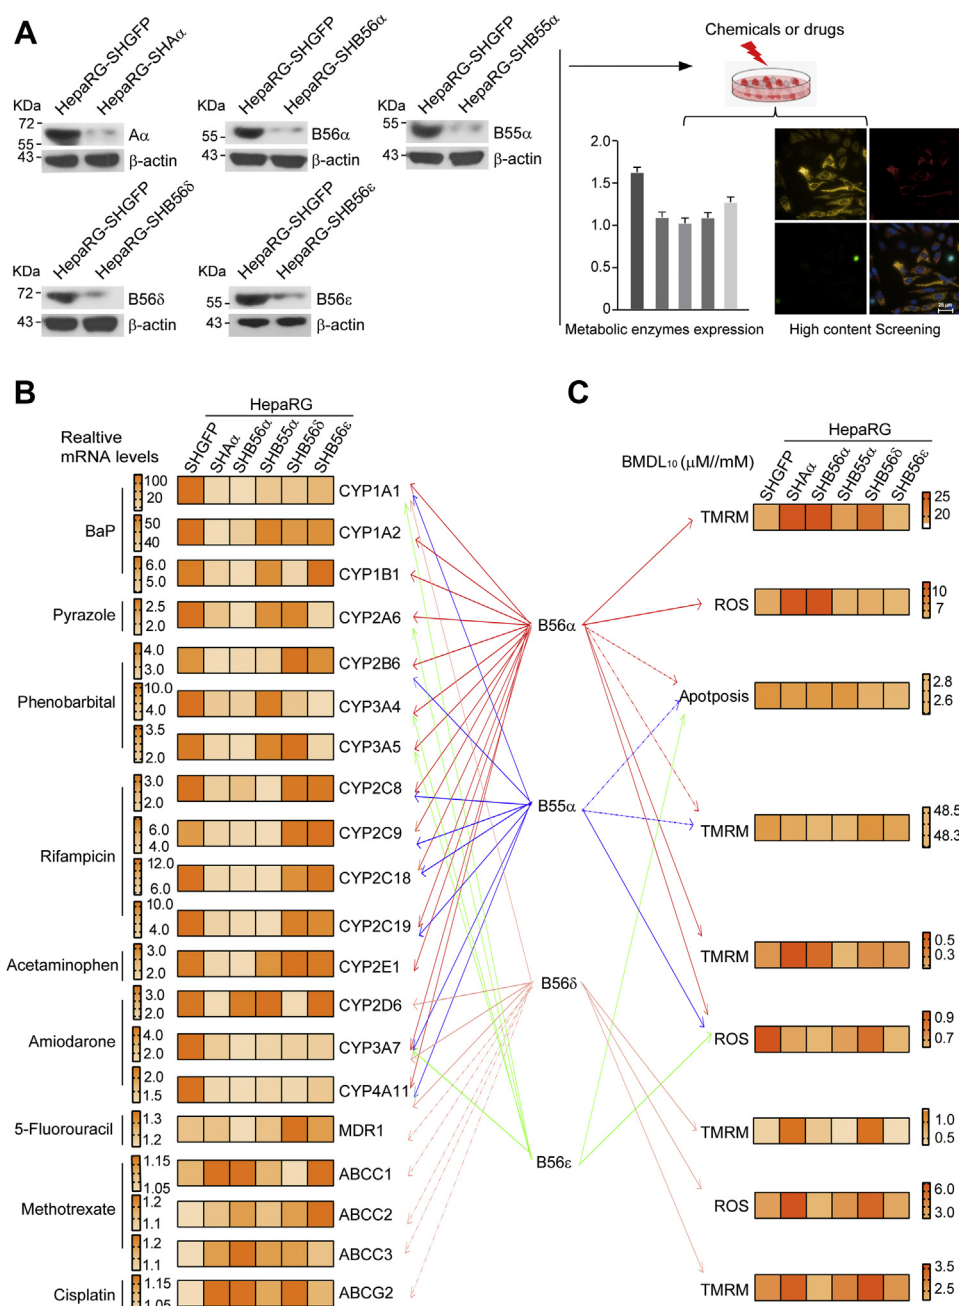 A
HepaRG-SHGFP
HepaRG-SHAα
KDa
72
55
43
Aα
β-actin
HepaRG-SHGFP
HepaRG-SHB56α
KDa
55
43
B56α
β-actin
HepaRG-SHGFP
HepaRG-SHB55α
KDa
55
43
B55α
β-actin
HepaRG-SHGFP
HepaRG-SHB56δ
KDa
72
43
B56δ
β-actin
HepaRG-SHGFP
HepaRG-SHB56ε
KDa
55
43
B56ε
β-actin
Chemicals or drugs
2.0
1.5
1.0
0.5
0
Metabolic enzymes expression
25 μm
High content Screening
B
HepaRG
Realtive
mRNA levels
SHGFP
SHAα
SHB56α
SHB55α
SHB56δ
SHB56ε
BaP
100
20
CYP1A1
50
40
CYP1A2
6.0
5.0
CYP1B1
Pyrazole
2.5
2.0
CYP2A6
Phenobarbital
4.0
3.0
CYP2B6
10.0
4.0
CYP3A4
3.5
2.0
CYP3A5
Rifampicin
3.0
2.0
CYP2C8
6.0
4.0
CYP2C9
12.0
6.0
CYP2C18
10.0
4.0
CYP2C19
Acetaminophen
3.0
2.0
CYP2E1
Amiodarone
3.0
2.0
CYP2D6
4.0
2.0
CYP3A7
2.0
1.5
CYP4A11
5-Fluorouracil
1.3
1.2
MDR1
Methotrexate
1.15
1.05
ABCC1
1.2
1.1
ABCC2
1.2
1.1
ABCC3
Cisplatin
1.15
1.05
ABCG2
B56α
B55α
B56δ
B56ε
C
HepaRG
BMDL10 (μM//mM)
SHGFP
SHAα
SHB56α
SHB55α
SHB56δ
SHB56ε
TMRM
25
20
ROS
10
7
Apotposis
2.8
2.6
TMRM
48.5
48.3
TMRM
0.5
0.3
ROS
0.9
0.7
TMRM
1.0
0.5
ROS
6.0
3.0
TMRM
3.5
2.5